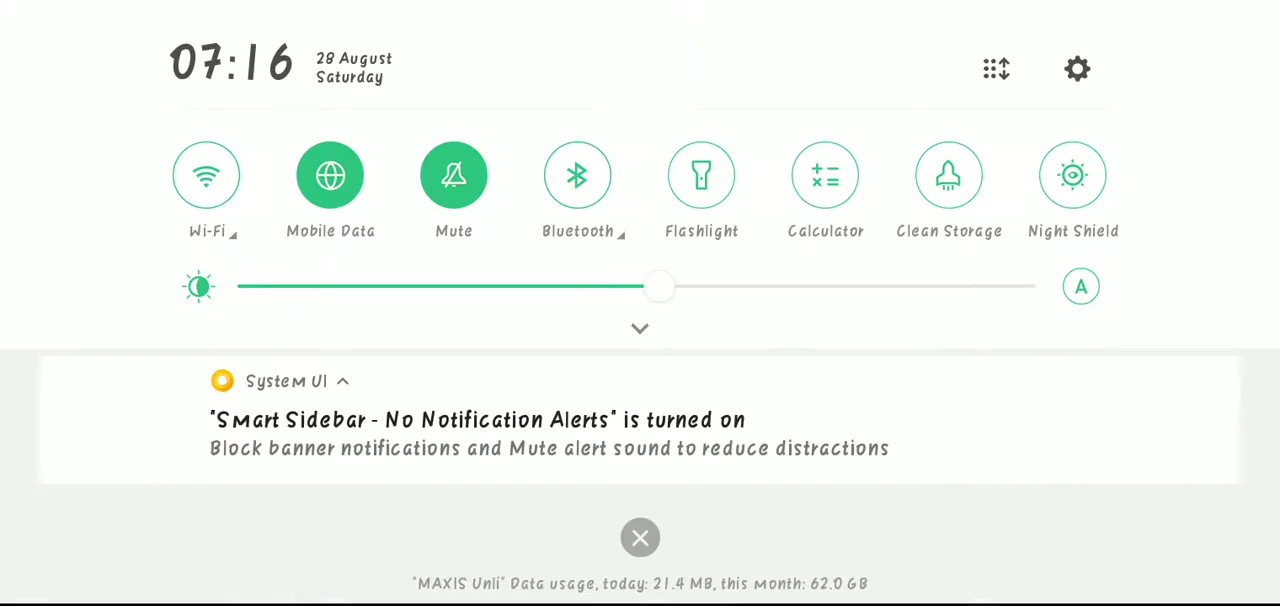 07:16
28 August
Saturday
Wi-Fi
Mobile Data
Mute
Bluetooth
Flashlight
Calculator
Clean Storage
Night Shield
A
System UI
"Smart Sidebar - No Notification Alerts" is turned on
Block banner notifications and Mute alert sound to reduce distractions
"MAXIS Unli" Data usage, today: 21.4 MB, this month: 62.0 GB